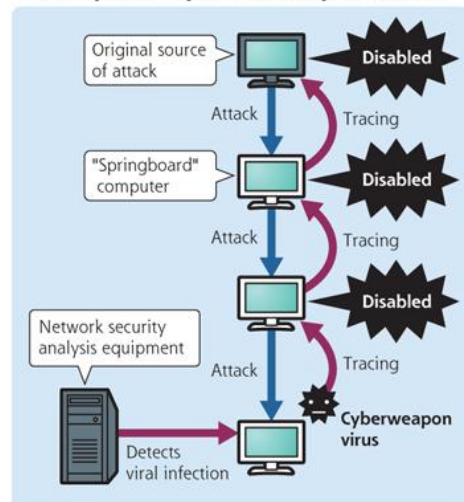 Original source
of attack
Disabled
Attack
Tracing
"Springboard"
computer
Disabled
Attack
Tracing
Disabled
Network security
analysis equipment
Attack
Tracing
Cyberweapon
virus
Detects
viral infection